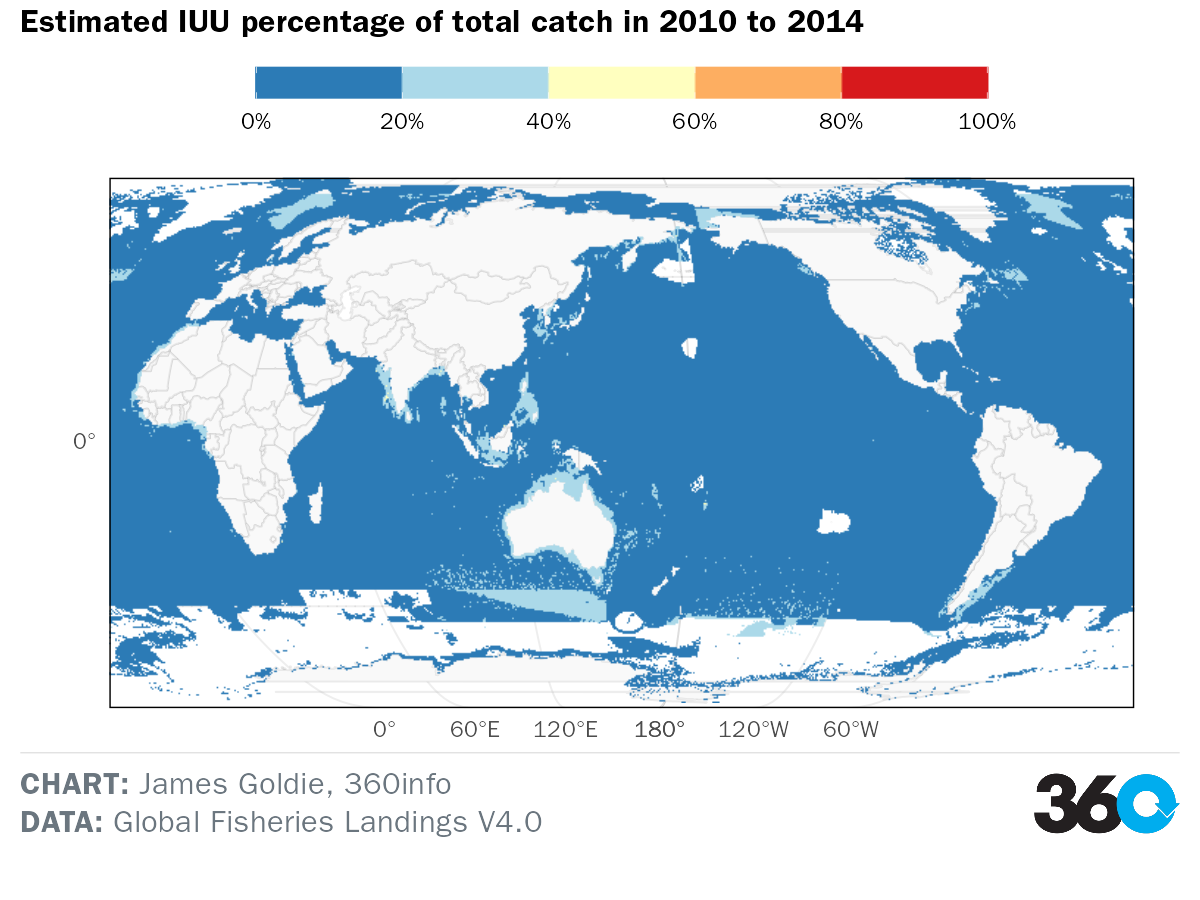 Estimated IUU percentage of total catch in 2010 to 2014
0% 20% 40% 60% 80% 100%
0°
0° 60°E 120°E 180° 120°W 60°W
CHART: James Goldie, 360info
DATA: Global Fisheries Landings V4.0
360